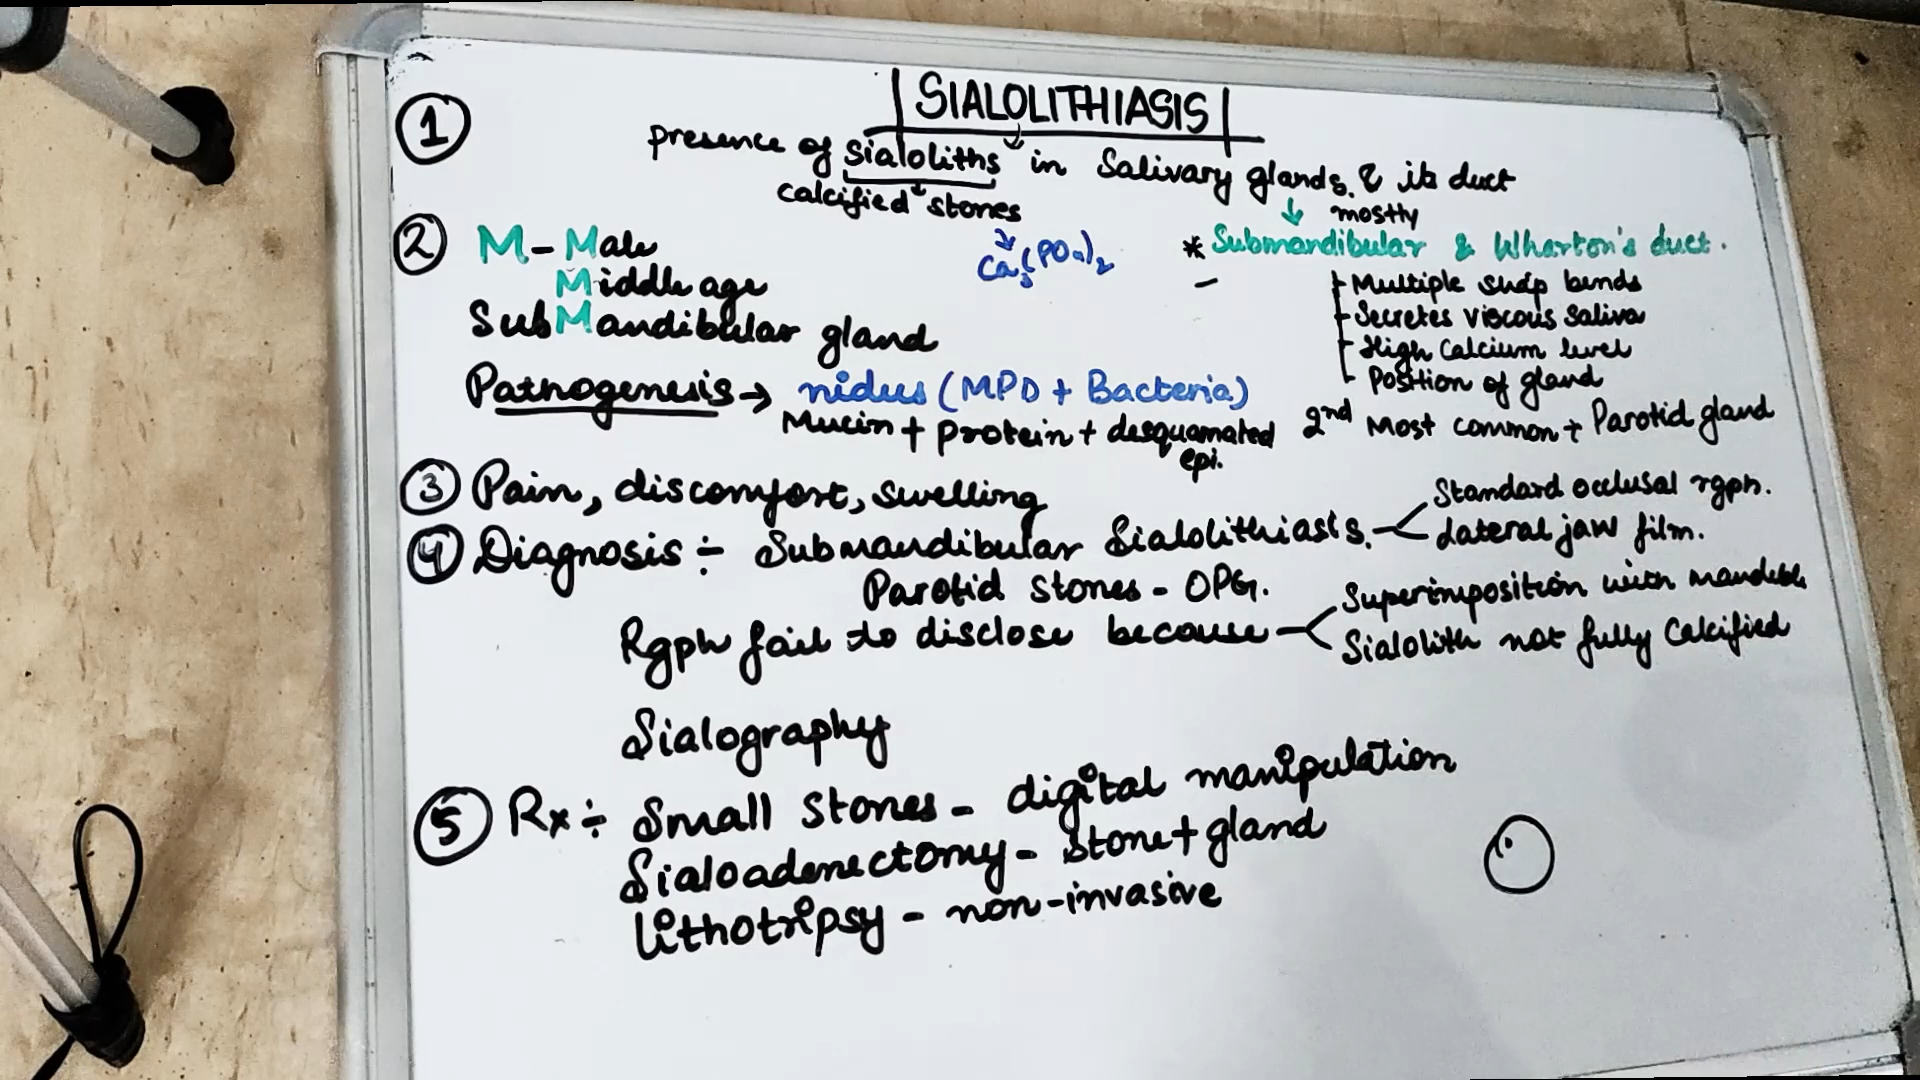 ① SIALOLITHIASIS
presence of sialoliths in Salivary glands & its duct
calcified stones
mostly
② M - Male
Ca3(PO4)2
* Submandibular & Wharton's duct.
Middle age
Multiple sharp bends
SubMandibular gland
Secretes viscous saliva
High Calcium level
Position of gland
Pathogenesis → nidus (MPD + Bacteria)
Mucin + protein + desquamated epi.
2nd Most common + Parotid gland
③ Pain, discomfort, swelling
④ Diagnosis ÷ Submandibular Sialolithiasis.
Standard occlusal rgph.
Lateral jaw film.
Parotid stones - OPG.
Rgph fail to disclose because
Superimposition with mandible
Sialolith not fully Calcified
Sialography
⑤ Rx ÷ Small Stones - digital manipulation
Sialoadenectomy - Stone + gland
lithotripsy - non-invasive